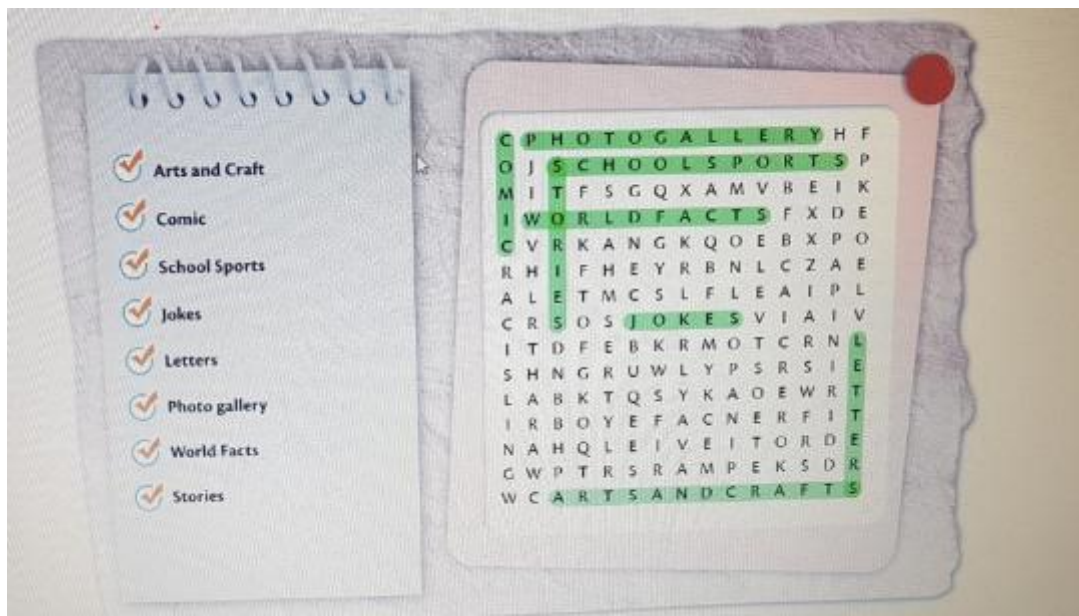 Arts and Craft
Comic
School Sports
Jokes
Letters
Photo gallery
World Facts
Stories
C P H O T O G A L L E R Y H F
O J S C H O O L S P O R T S P
M I T F S G Q X A M V B E I K
I W O R L D F A C T S F X D E
C V R K A N G K Q O E B X P O
R H I F H E Y R B N L C Z A E
A L E T M C S L F L E A I P L
C R S O S J O K E S V I A I V
I T D F E B K R M O T C R N L
S H N G R U W L Y P S R S I E
L A B K T Q S Y K A O E W R T
I R B O Y E F A C N E R F I T
N A H Q L E I V E I T O R D E
G W P T R S R A M P E K S D R
W C A R T S A N D C R A F T S